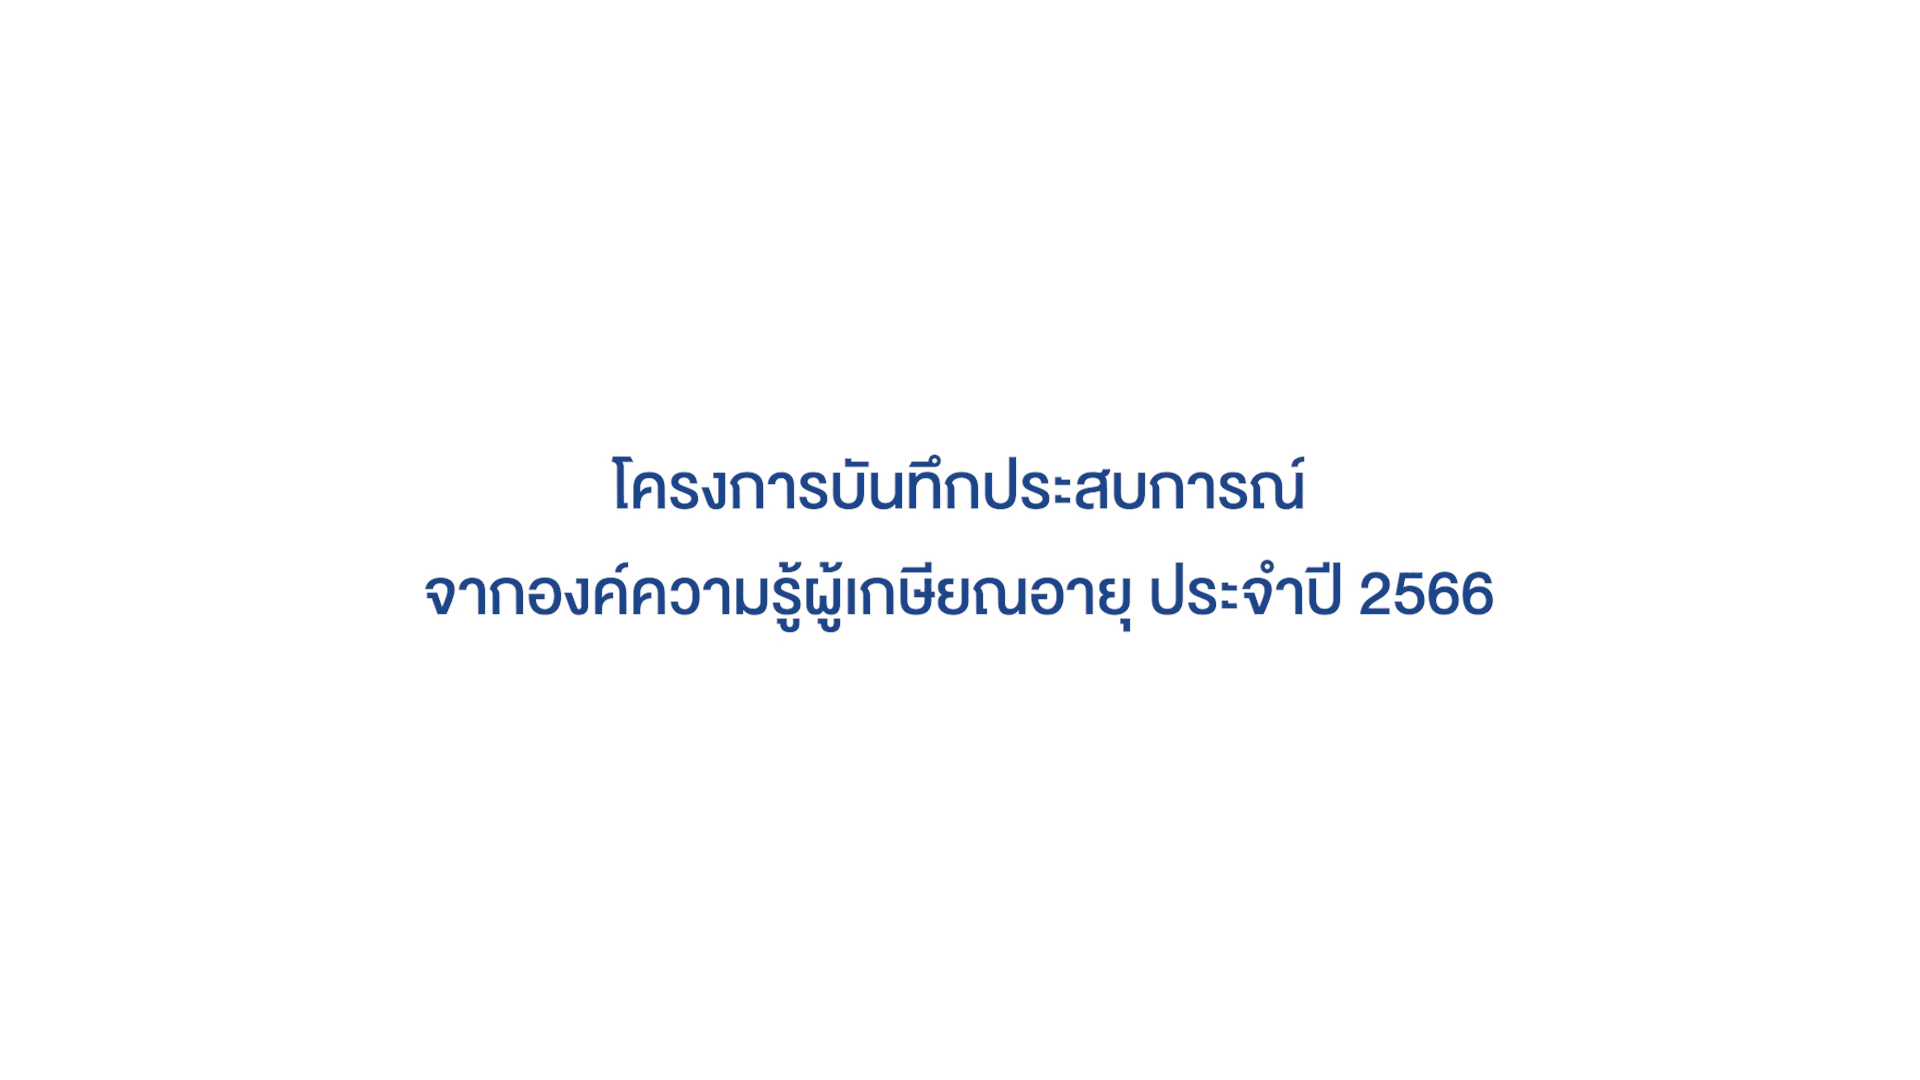 โครงการบันทึกประสบการณ์
จากองค์ความรู้ผู้เกษียณอายุ ประจำปี 2566